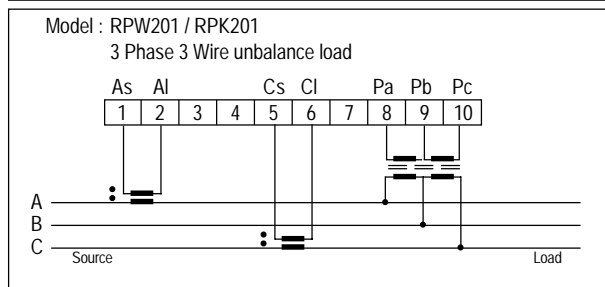 Model : RPW201 / RPK201
3 Phase 3 Wire unbalance load
As Al Cs Cl Pa Pb Pc
1 2 3 4 5 6 7 8 9 10
A
B
C
Source Load